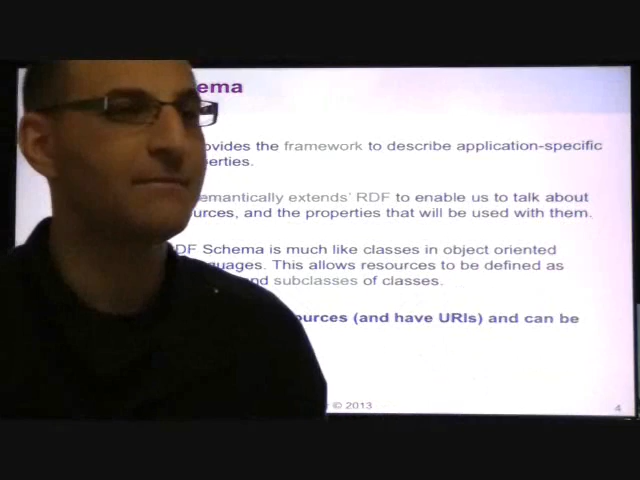 ema
ovides the framework to describe application-specific
erties.
emantically extends' RDF to enable us to talk about
urces, and the properties that will be used with them.
DF Schema is much like classes in object oriented
guages. This allows resources to be defined as
nd subclasses of classes.
ources (and have URIs) and can be
© 2013
4